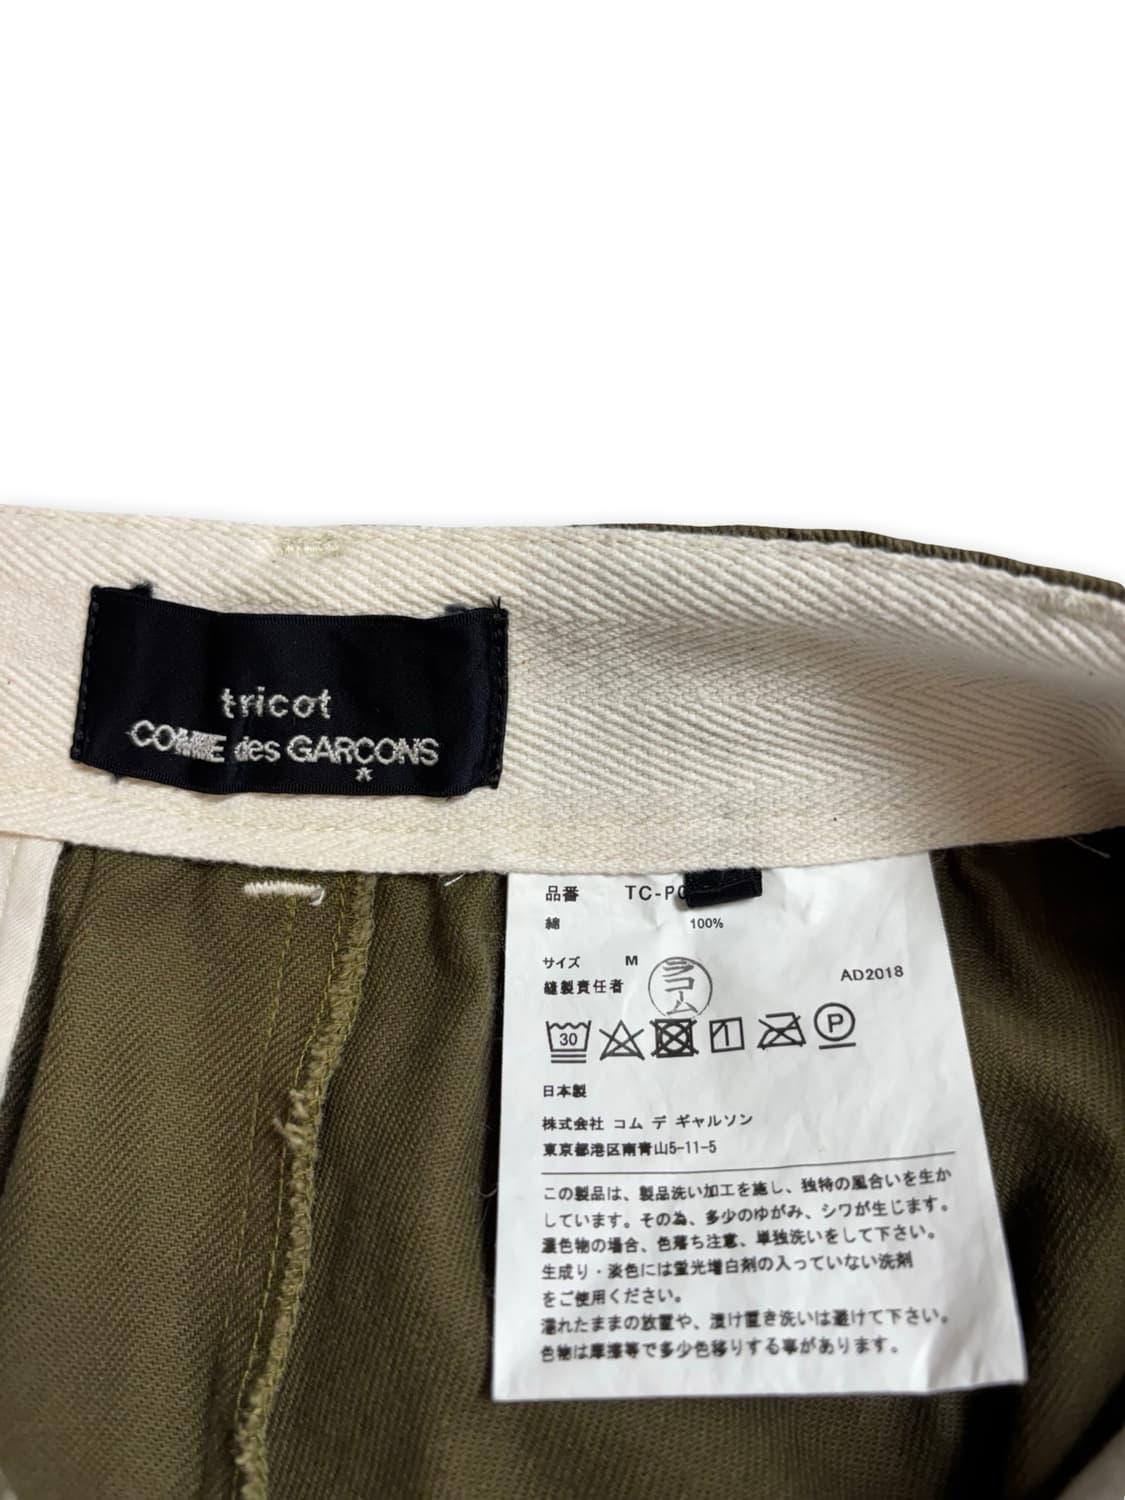 tricot
COMME des GARÇONS
品番 TC-P0
綿 100%
サイズ M
AD2018
縫製責任者 ラコーム
30 1 P
日本製
株式会社 コム デ ギャルソン
東京都港区南青山5-11-5
この製品は、製品洗い加工を施し、独特の風合いを生か
しています。その為、多少のゆがみ、シワが生じます。
濃色物の場合、色落ち注意、単独洗いをして下さい。
生成り・淡色には蛍光増白剤の入っていない洗剤
をご使用ください。
濡れたままの放置や、漬け置き洗いは避けて下さい。
色物は摩擦等で多少色移りする事があります。